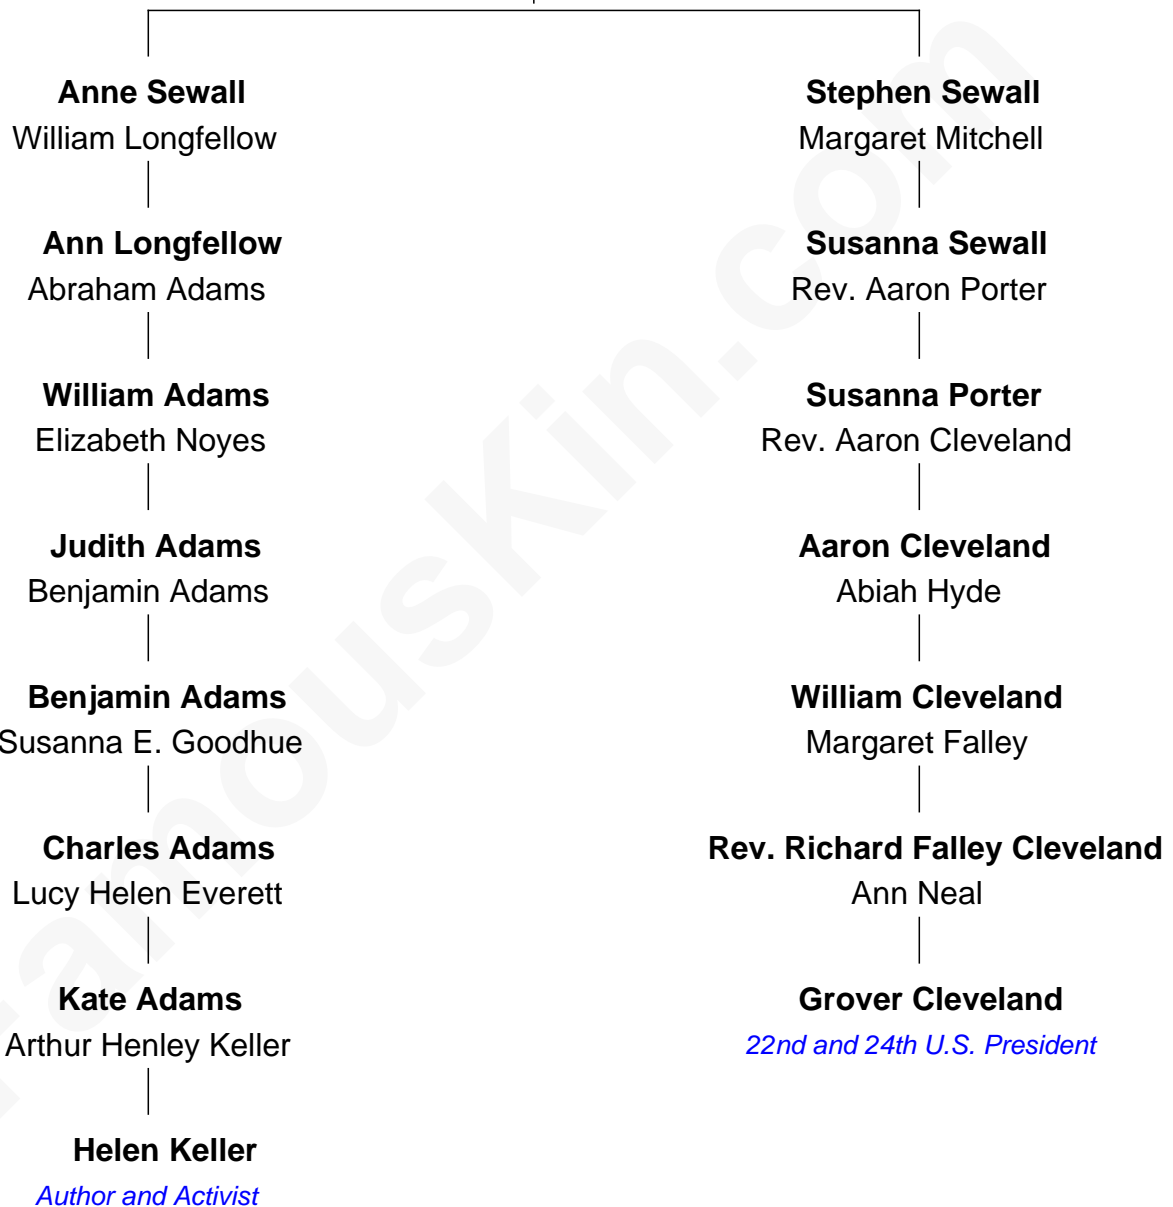 Anne Sewall
William Longfellow
Ann Longfellow
Abraham Adams
William Adams
Elizabeth Noyes
Judith Adams
Benjamin Adams
Benjamin Adams
Susanna E. Goodhue
Charles Adams
Lucy Helen Everett
Kate Adams
Arthur Henley Keller
Helen Keller
Author and Activist
Stephen Sewall
Margaret Mitchell
Susanna Sewall
Rev. Aaron Porter
Susanna Porter
Rev. Aaron Cleveland
Aaron Cleveland
Abiah Hyde
William Cleveland
Margaret Falley
Rev. Richard Falley Cleveland
Ann Neal
Grover Cleveland
22nd and 24th U.S. President
FamousKin.com